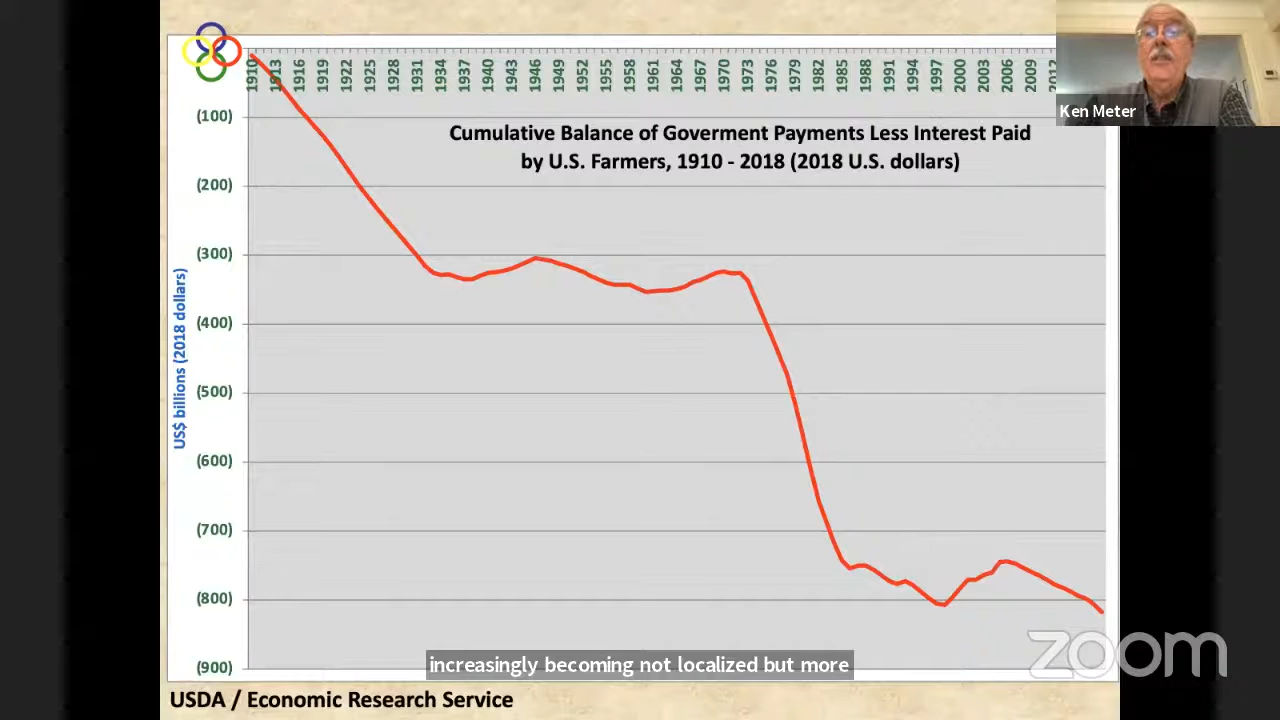 1910 1913 1916 1919 1922 1925 1928 1931 1934 1937 1940 1943 1946 1949 1952 1955 1958 1961 1964 1967 1970 1973 1976 1979 1982 1985 1988 1991 1994 1997 2000 2003 2006 2009 2012
Ken Meter
(100)
Cumulative Balance of Goverment Payments Less Interest Paid
by U.S. Farmers, 1910 - 2018 (2018 U.S. dollars)
(200)
(300)
(400)
(500)
(600)
(700)
(800)
(900)
US$ billions (2018 dollars)
increasingly becoming not localized but more
zoom
USDA / Economic Research Service